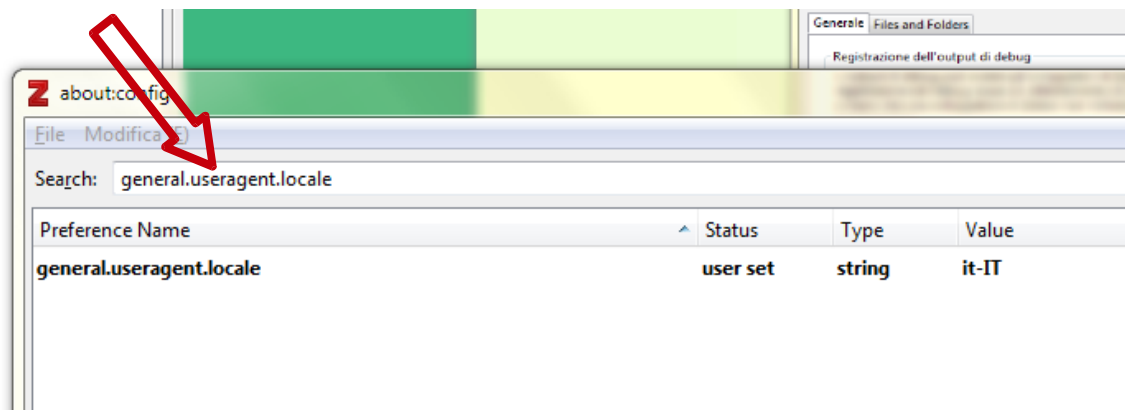 Generale Files and Folders
Registrazione dell'output di debug
Z about:config
File Modifica (E)
Search: general.useragent.locale
Preference Name Status Type Value
general.useragent.locale user set string it-IT